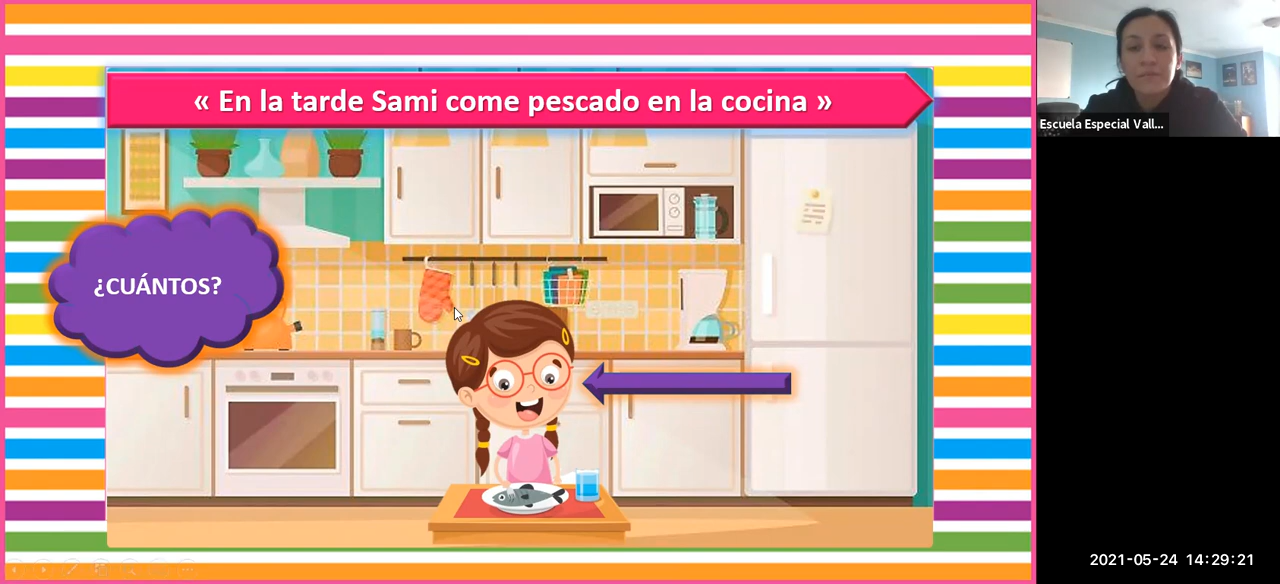 « En la tarde Sami come pescado en la cocina »
¿CUÁNTOS?
Escuela Especial Vall...
2021-05-24 14:29:21